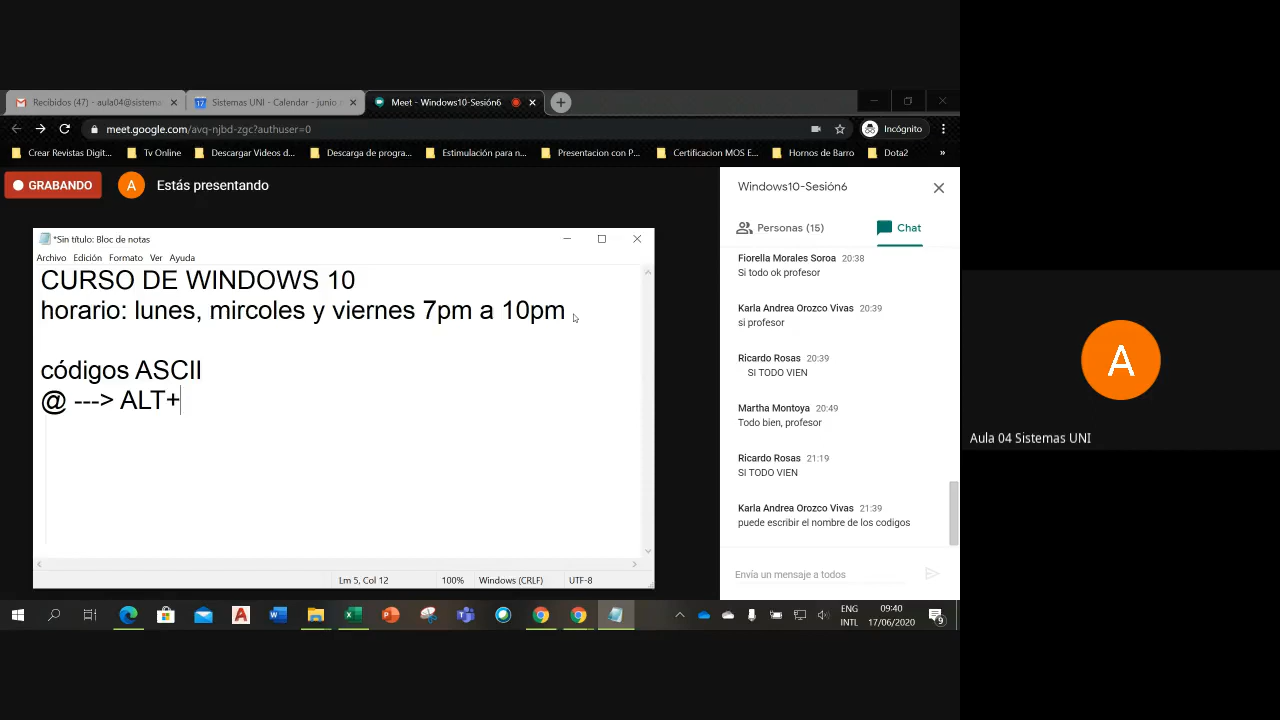 Recibidos (47) - aula04@sistema
Sistemas UNI - Calendar - junio
Meet - Windows10-Sesión6
meet.google.com/avq-njbd-zgc?authuser=0
Incógnito
Crear Revistas Digit...
Tv Online
Descargar Videos d...
Descarga de progra...
Estimulación para n...
Presentacion con P...
Certificacion MOS E...
Hornos de Barro
Dota2
»
GRABANDO
A
Estás presentando
Windows10-Sesión6
Personas (15)
Chat
*Sin título: Bloc de notas
Archivo Edición Formato Ver Ayuda
CURSO DE WINDOWS 10
horario: lunes, mircoles y viernes 7pm a 10pm
códigos ASCII
@ ---> ALT+
Lm 5, Col 12
100%
Windows (CRLF)
UTF-8
Fiorella Morales Soroa 20:38
Si todo ok profesor
Karla Andrea Orozco Vivas 20:39
si profesor
Ricardo Rosas 20:39
SI TODO VIEN
Martha Montoya 20:49
Todo bien, profesor
Ricardo Rosas 21:19
SI TODO VIEN
Karla Andrea Orozco Vivas 21:39
puede escribir el nombre de los codigos
Envía un mensaje a todos
A
Aula 04 Sistemas UNI
ENG
INTL
09:40
17/06/2020
9